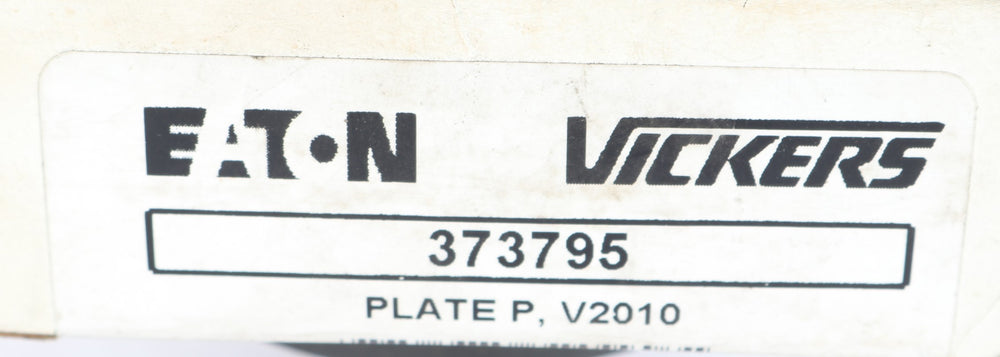 EATON VICKERS
373795
PLATE P, V2010